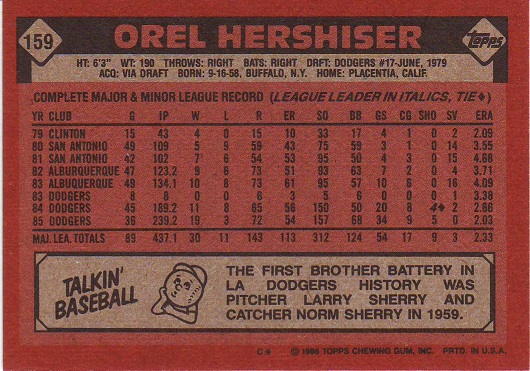 159
OREL HERSHISER
topps
HT: 6'3" WT: 190 THROWS: RIGHT BATS: RIGHT DRFT: DODGERS #17-JUNE, 1979
ACQ: VIA DRAFT BORN: 9-16-58, BUFFALO, N.Y. HOME: PLACENTIA, CALIF.
COMPLETE MAJOR & MINOR LEAGUE RECORD (LEAGUE LEADER IN ITALICS, TIE♦)
YR CLUB G IP W L R ER SO BB GS CG SHO SV ERA
79 CLINTON 15 43 4 0 15 10 33 17 4 1 0 2 2.09
80 SAN ANTONIO 49 109 5 9 59 43 75 59 3 1 0 14 3.55
81 SAN ANTONIO 42 102 7 6 54 53 95 50 4 3 0 15 4.68
82 ALBURQUERQUE 47 123.2 9 6 73 51 93 63 7 2 0 4 3.71
83 ALBUQUERQUE 49 134.1 10 8 73 61 95 57 10 6 0 16 4.09
83 DODGERS 8 8 0 0 6 3 5 6 0 0 0 1 3.38
84 DODGERS 45 189.2 11 8 65 56 150 50 20 8 4♦ 2 2.66
85 DODGERS 36 239.2 19 3 72 54 157 68 34 9 5 0 2.03
MAJ. LEA. TOTALS 89 437.1 30 11 143 113 312 124 54 17 9 3 2.33
TALKIN'
BASEBALL
THE FIRST BROTHER BATTERY IN
LA DODGERS HISTORY WAS
PITCHER LARRY SHERRY AND
CATCHER NORM SHERRY IN 1959.
© 1986 TOPPS CHEWING GUM, INC. PRTD. IN U.S.A.